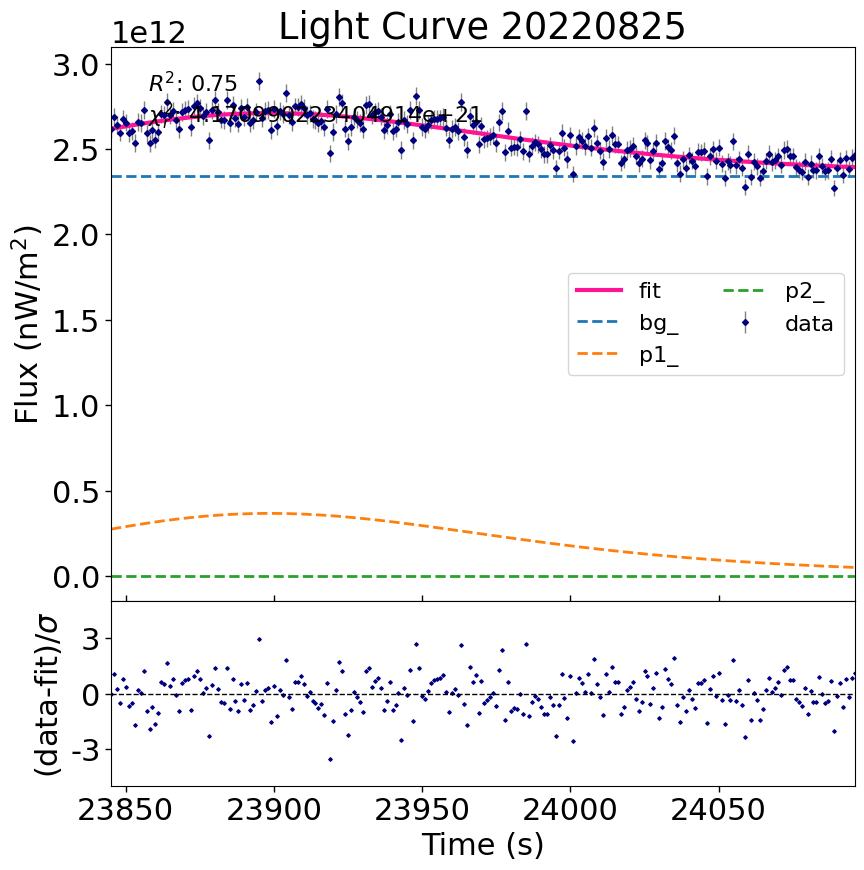 Light Curve 20220825
1e12
R²: 0.75
3.0
2.5
2.0
1.5
1.0
0.5
0.0
Flux (nW/m²)
fit
bg_
p1_
p2_
data
3
0
-3
(data-fit)/σ
23850 23900 23950 24000 24050
Time (s)